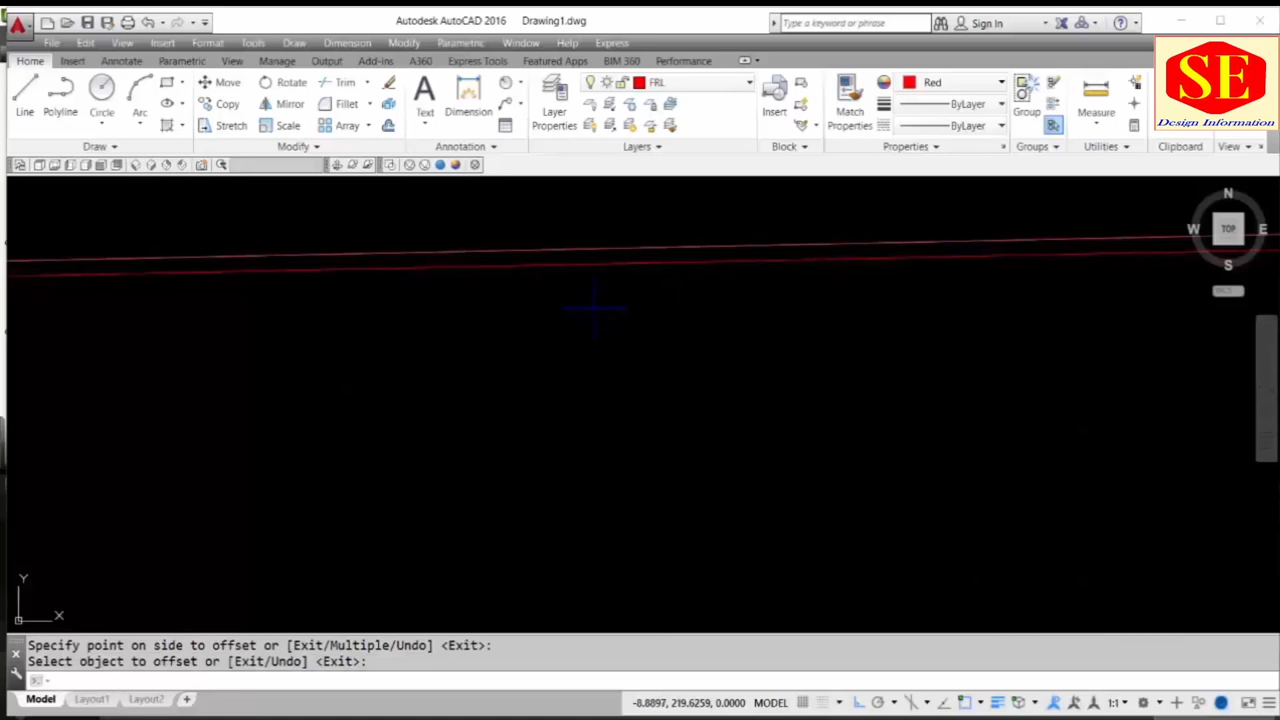 Autodesk AutoCAD 2016 Drawing1.dwg
Type a keyword or phrase
Sign In
File Edit View Insert Format Tools Draw Dimension Modify Parametric Window Help Express
Home Insert Annotate Parametric View Manage Output Add-ins A360 Express Tools Featured Apps BIM 360 Performance
SE
Design Information
Move Rotate Trim
FRL
Red
Copy Mirror Fillet
ByLayer
Line Polyline Circle Arc
Text Dimension
Layer Properties
Insert
Match Properties
Group
Measure
Stretch Scale Array
ByLayer
Draw Modify Annotation Layers Block Properties Groups Utilities Clipboard View
N
W TOP E
S
Y
X
Specify point on side to offset or [Exit/Multiple/Undo] <Exit>:
Select object to offset or [Exit/Undo] <Exit>:
Model Layout1 Layout2 +
-8.8897, 219.6259, 0.0000 MODEL 1:1